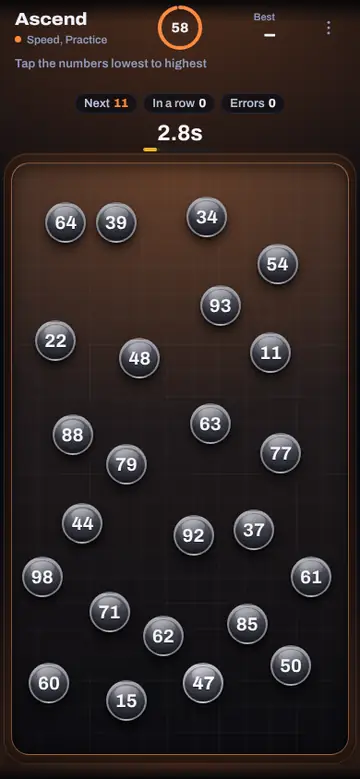 Ascend
Speed, Practice
58
Best
–
Tap the numbers lowest to highest
Next 11
In a row 0
Errors 0
2.8s
64 39 34
54
93
22 48 11
88 63
79 77
44 92 37
98 61
71 62 85
60 15 47 50